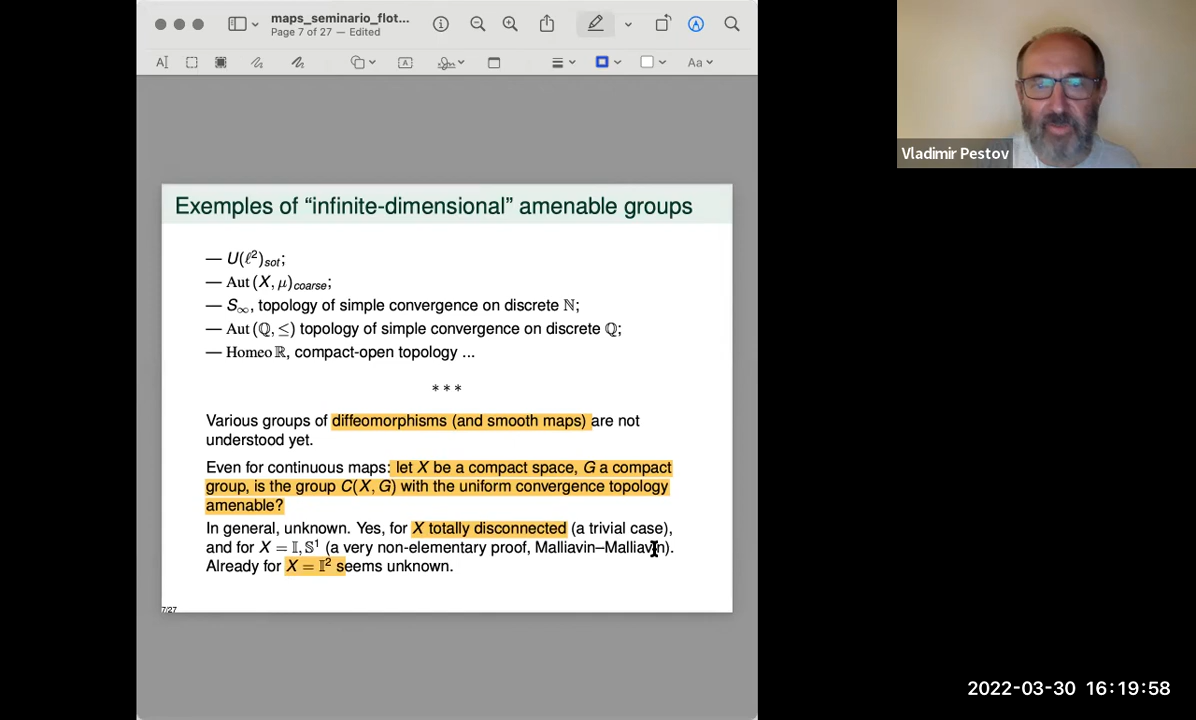 maps_seminario_flot...
Page 7 of 27 — Edited
Vladimir Pestov
Exemples of “infinite-dimensional” amenable groups
— U(ℓ²)sot;
— Aut (X, μ)coarse;
— S∞, topology of simple convergence on discrete ℕ;
— Aut (ℚ, ≤) topology of simple convergence on discrete ℚ;
— Homeo ℝ, compact-open topology ...
* * *
Various groups of diffeomorphisms (and smooth maps) are not
understood yet.
Even for continuous maps: let X be a compact space, G a compact
group, is the group C(X, G) with the uniform convergence topology
amenable?
In general, unknown. Yes, for X totally disconnected (a trivial case),
and for X = 𝕀, 𝕊¹ (a very non-elementary proof, Malliavin–Malliavin).
Already for X = 𝕀² seems unknown.
7/27
2022-03-30 16:19:58